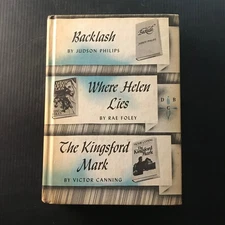 Backlash
BY JUDSON PHILIPS
Where Helen
Lies
BY RAE FOLEY
The Kingsford
Mark
BY VICTOR CANNING